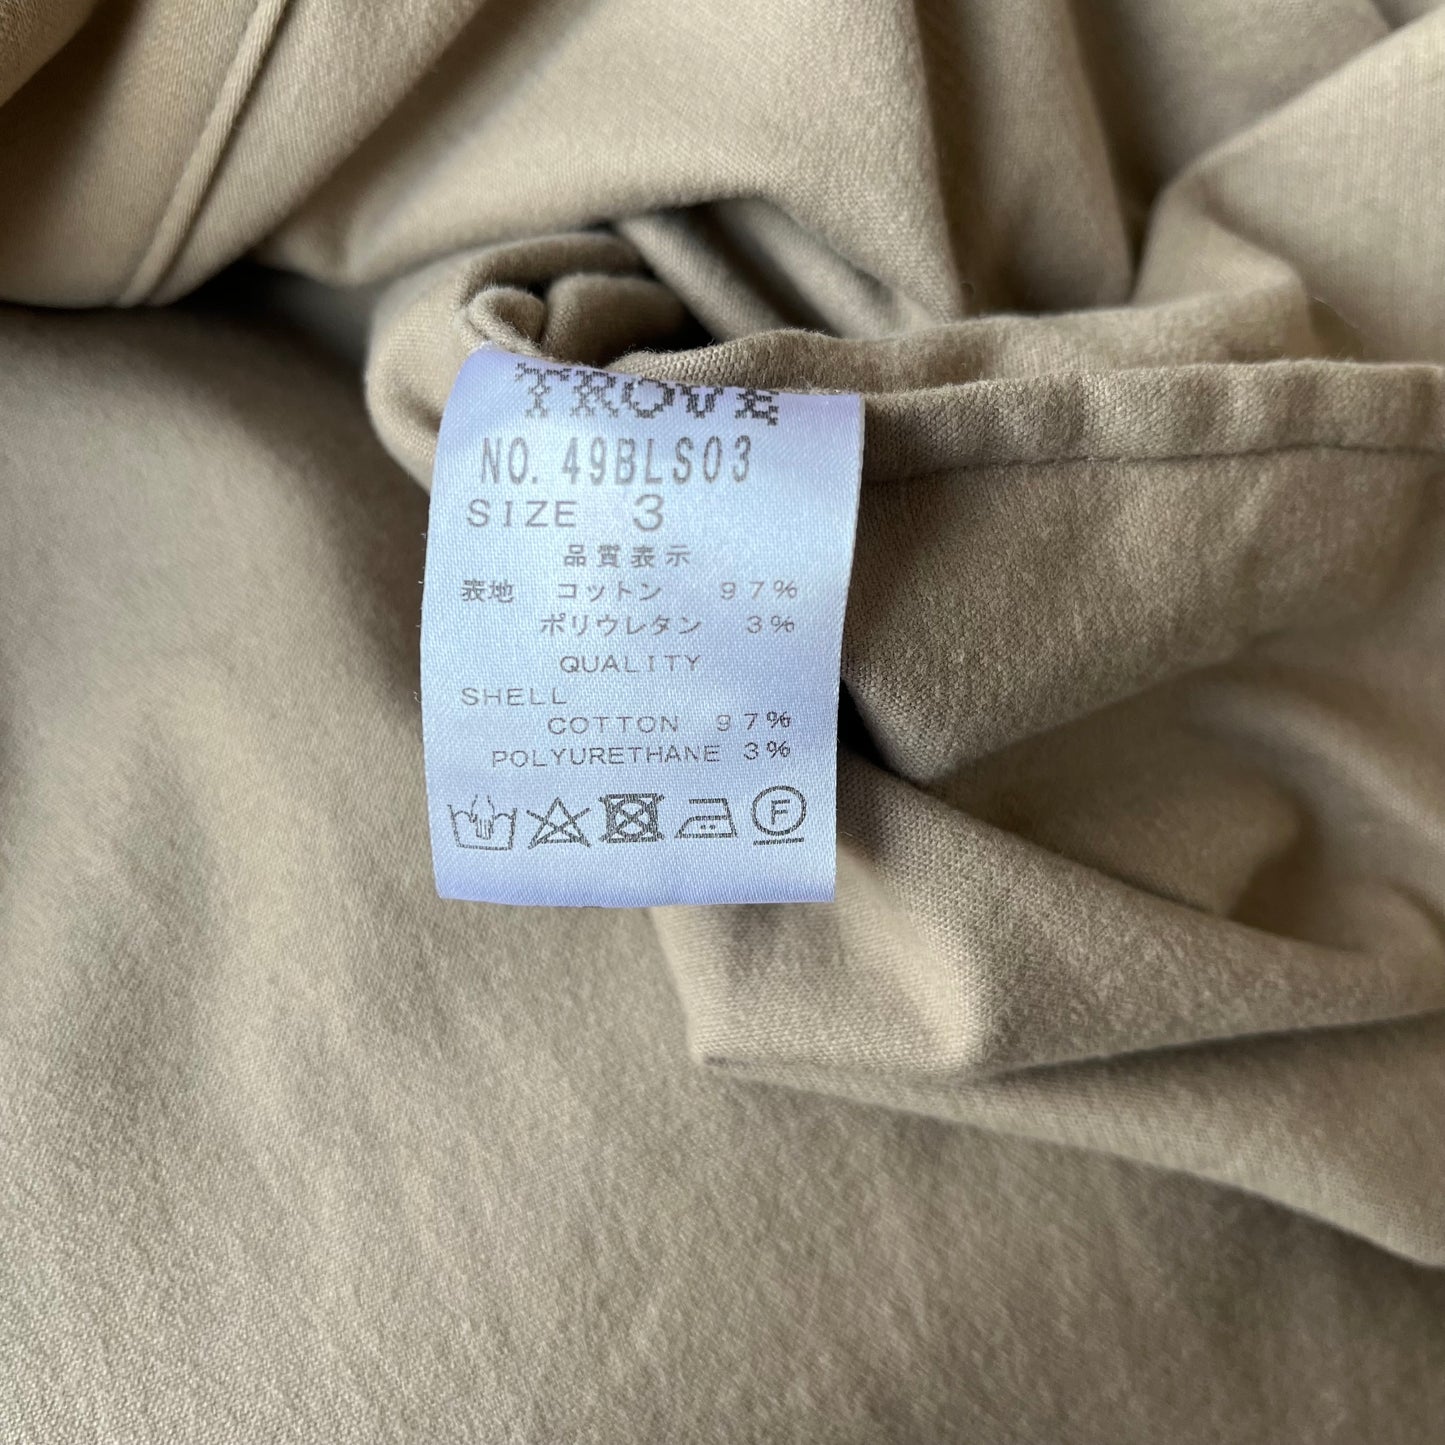 TROVE
NO. 49BLS03
SIZE 3
品質表示
表地 コットン 97%
ポリウレタン 3%
QUALITY
SHELL
COTTON 97%
POLYURETHANE 3%
F